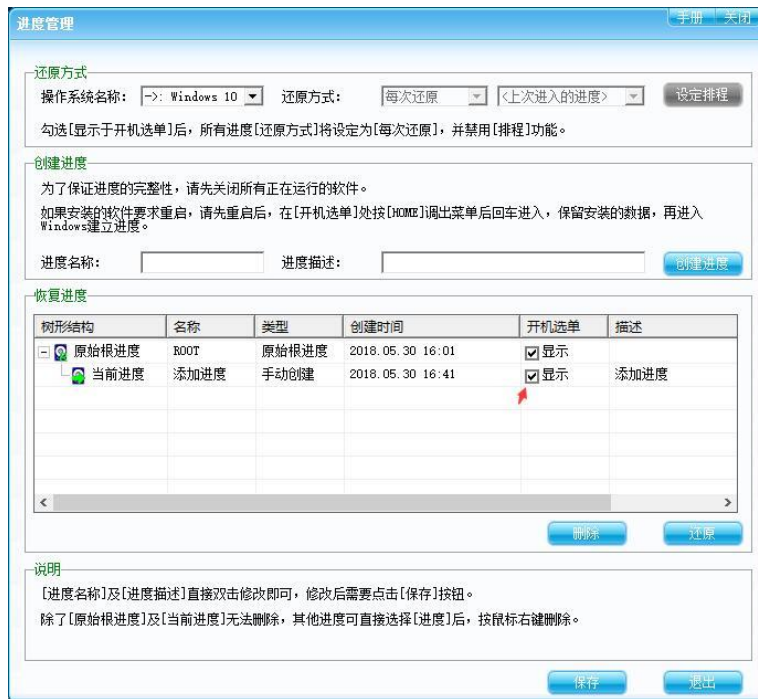 进度管理
手册 关闭
还原方式
操作系统名称： ->: Windows 10 还原方式： 每次还原 <上次进入的进度> 设定排程
勾选[显示于开机选单]后，所有进度[还原方式]将设定为[每次还原]，并禁用[排程]功能。
创建进度
为了保证进度的完整性，请先关闭所有正在运行的软件。
如果安装的软件要求重启，请先重启后，在[开机选单]处按[HOME]调出菜单后回车进入，保留安装的数据，再进入
Windows建立进度。
进度名称： 进度描述： 创建进度
恢复进度
树形结构 名称 类型 创建时间 开机选单 描述
原始根进度 ROOT 原始根进度 2018.05.30 16:01 显示
当前进度 添加进度 手动创建 2018.05.30 16:41 显示 添加进度
删除 还原
说明
[进度名称]及[进度描述]直接双击修改即可，修改后需要点击[保存]按钮。
除了[原始根进度]及[当前进度]无法删除，其他进度可直接选择[进度]后，按鼠标右键删除。
保存 退出